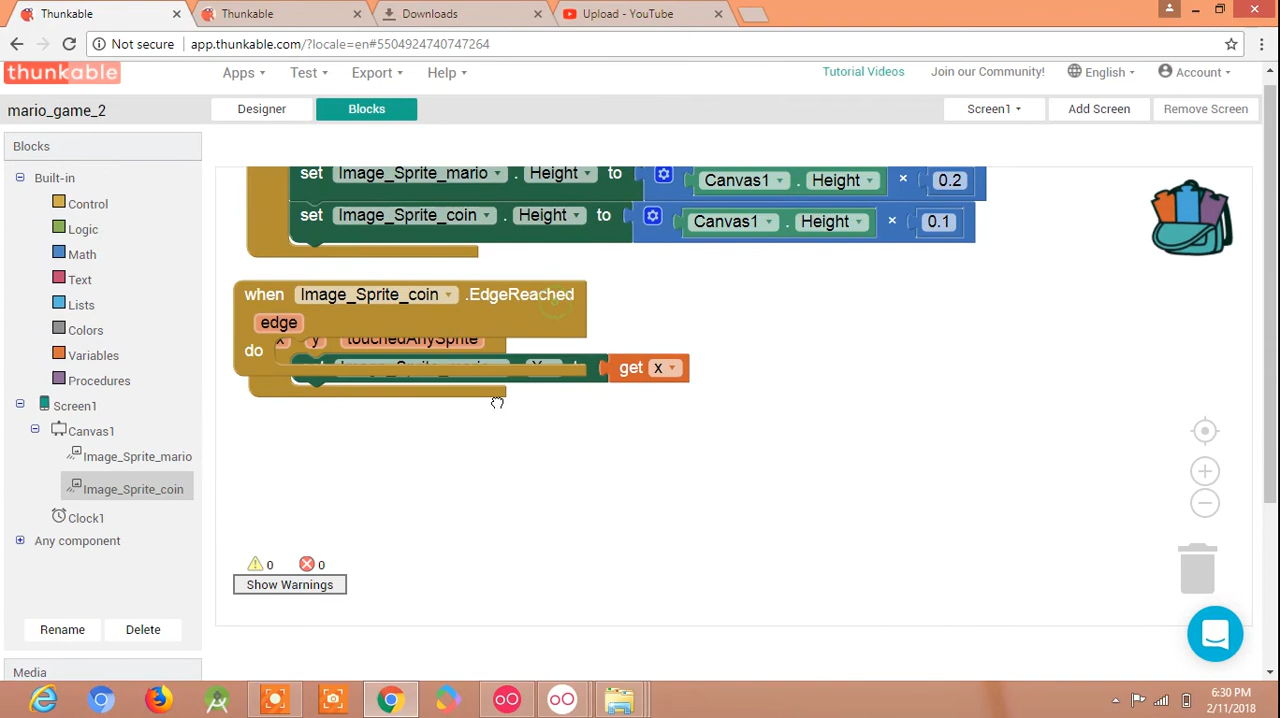 Thunkable
Thunkable
Downloads
Upload - YouTube
Not secure
app.thunkable.com/?locale=en#5504924740747264
thunkable
Apps
Test
Export
Help
Tutorial Videos
Join our Community!
English
Account
mario_game_2
Designer
Blocks
Screen1
Add Screen
Remove Screen
Blocks
Built-in
Control
Logic
Math
Text
Lists
Colors
Variables
Procedures
Screen1
Canvas1
Image_Sprite_mario
Image_Sprite_coin
Clock1
Any component
Rename
Delete
Media
set Image_Sprite_mario . Height to Canvas1 . Height × 0.2
set Image_Sprite_coin . Height to Canvas1 . Height × 0.1
when Image_Sprite_coin .EdgeReached
edge
x y touchedAnySprite
do
get x
0 0
Show Warnings
6:30 PM
2/11/2018